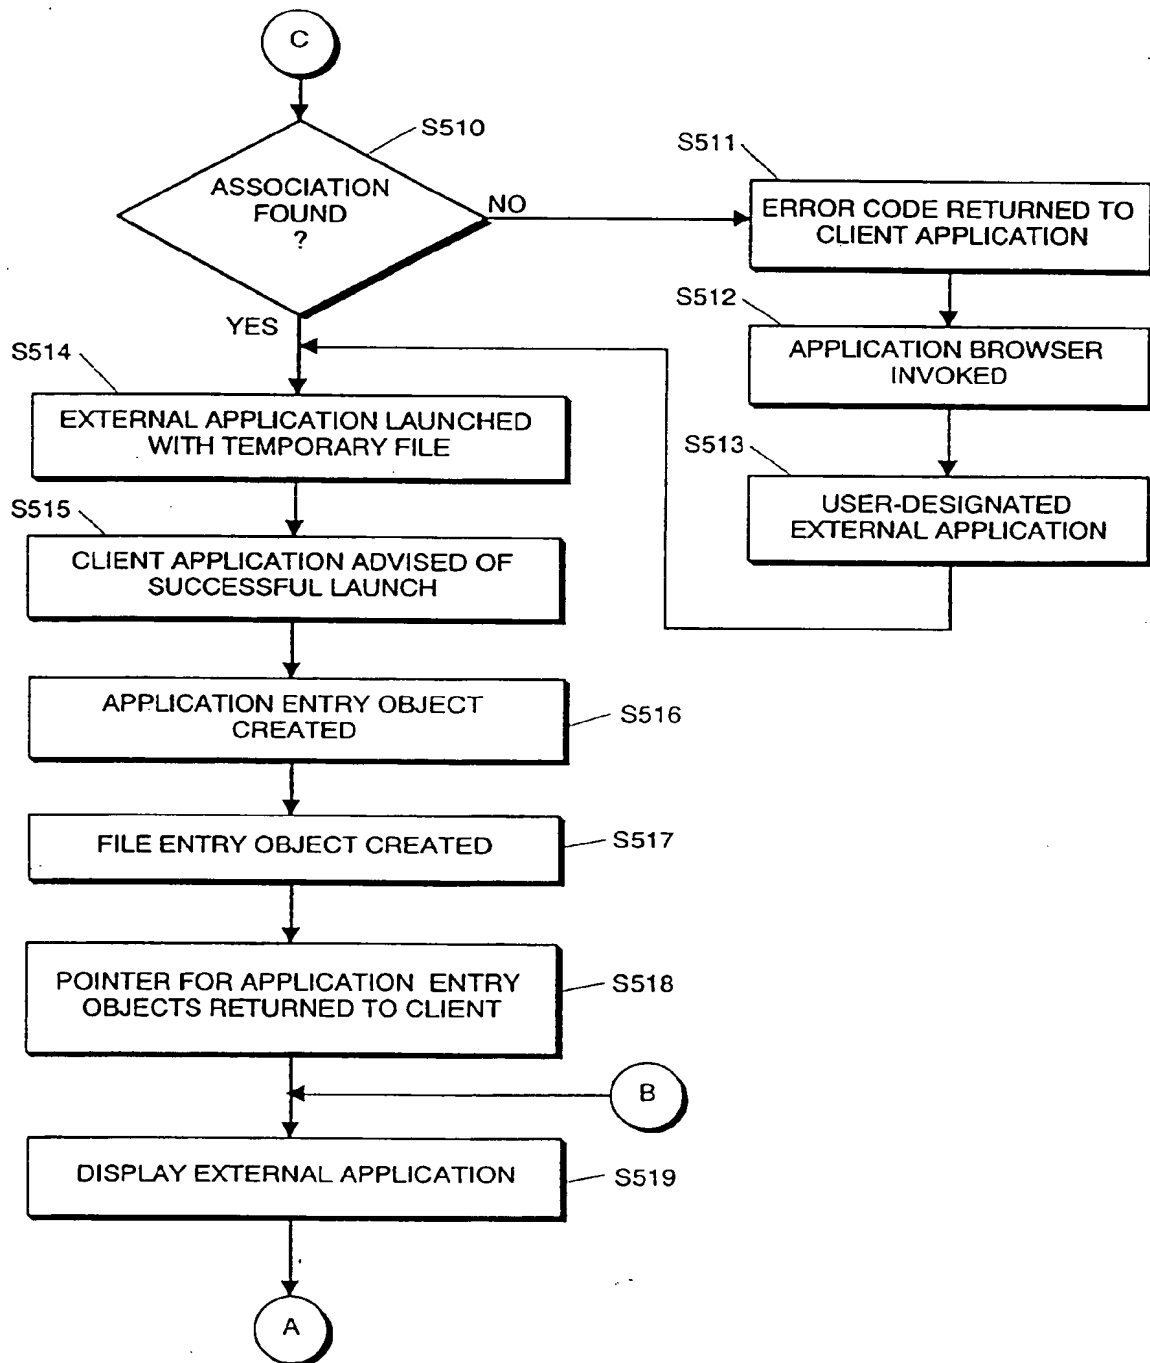 C
S510
ASSOCIATION
FOUND
?
NO
YES
S511
ERROR CODE RETURNED TO
CLIENT APPLICATION
S512
APPLICATION BROWSER
INVOKED
S513
USER-DESIGNATED
EXTERNAL APPLICATION
S514
EXTERNAL APPLICATION LAUNCHED
WITH TEMPORARY FILE
S515
CLIENT APPLICATION ADVISED OF
SUCCESSFUL LAUNCH
APPLICATION ENTRY OBJECT
CREATED
S516
FILE ENTRY OBJECT CREATED
S517
POINTER FOR APPLICATION ENTRY
OBJECTS RETURNED TO CLIENT
S518
B
DISPLAY EXTERNAL APPLICATION
S519
A